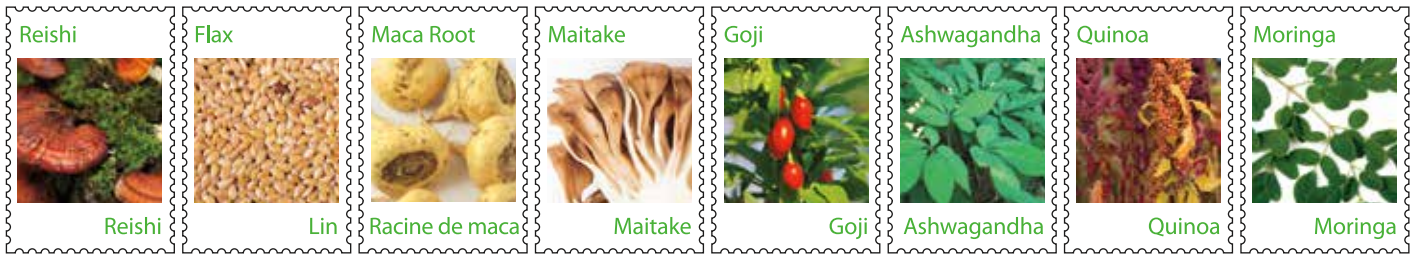 Reishi
Reishi
Flax
Lin
Maca Root
Racine de maca
Maitake
Maitake
Goji
Goji
Ashwagandha
Ashwagandha
Quinoa
Quinoa
Moringa
Moringa